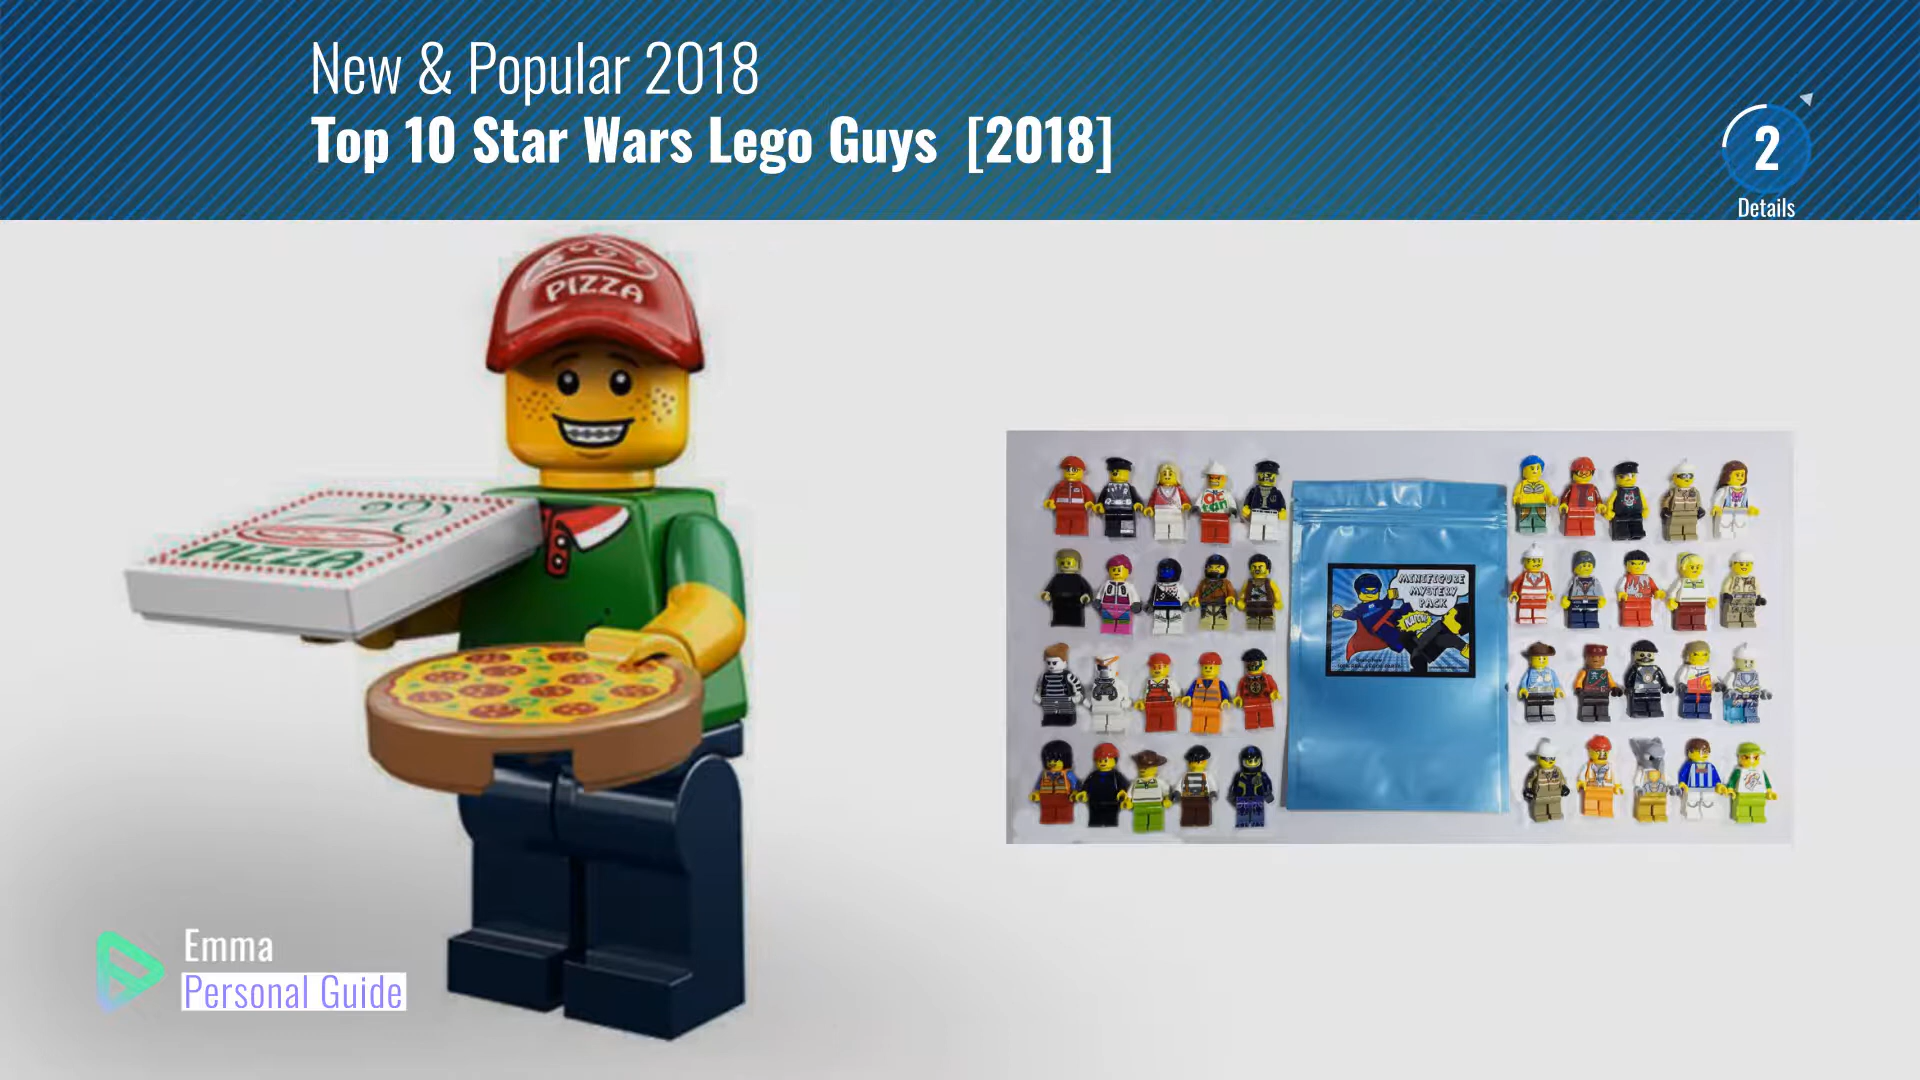 New & Popular 2018
Top 10 Star Wars Lego Guys [2018]
2
Details
PIZZA
PIZZA
MINIFIGURE
MYSTERY
PACK
Emma
Personal Guide